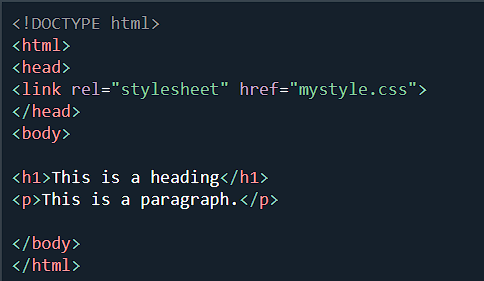 <!DOCTYPE html>
<html>
<head>
<link rel="stylesheet" href="mystyle.css">
</head>
<body>
<h1>This is a heading</h1>
<p>This is a paragraph.</p>
</body>
</html>